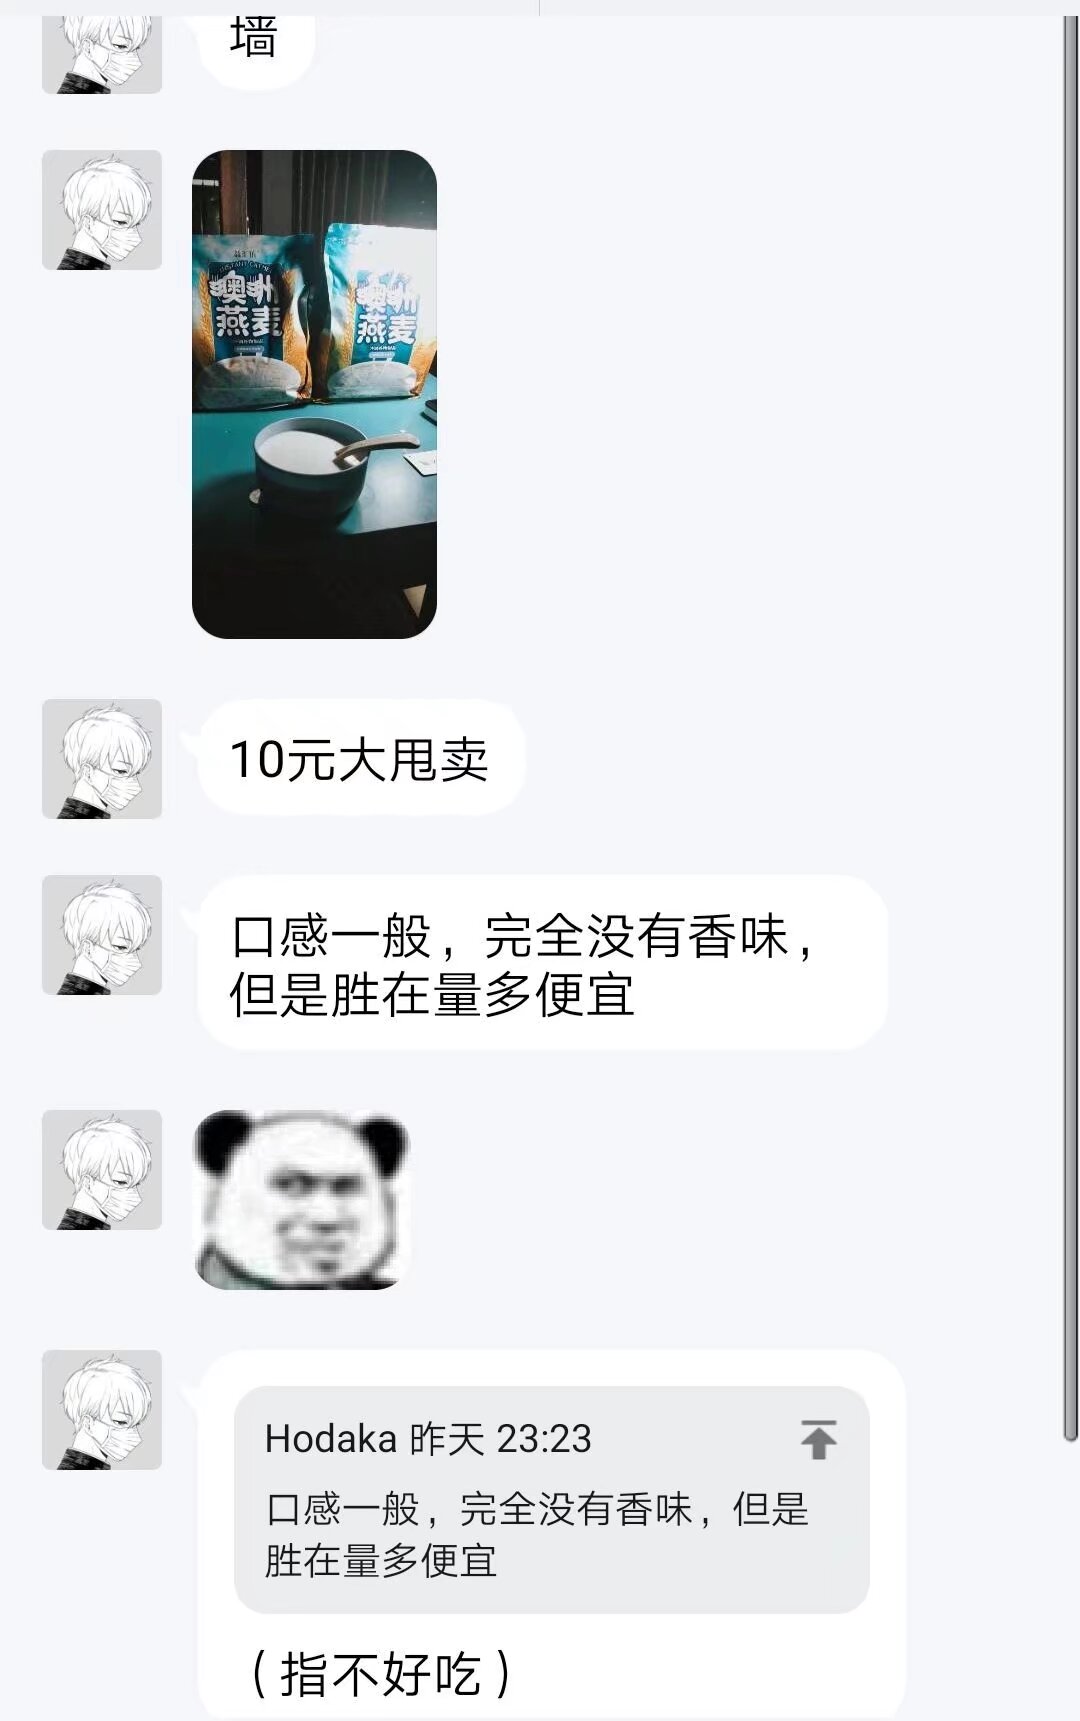 墙
INSTANT OATMEAL
澳洲
燕麦
澳洲
燕麦
10元大甩卖
口感一般，完全没有香味，
但是胜在量多便宜
Hodaka 昨天 23:23
口感一般，完全没有香味，但是
胜在量多便宜
（指不好吃）